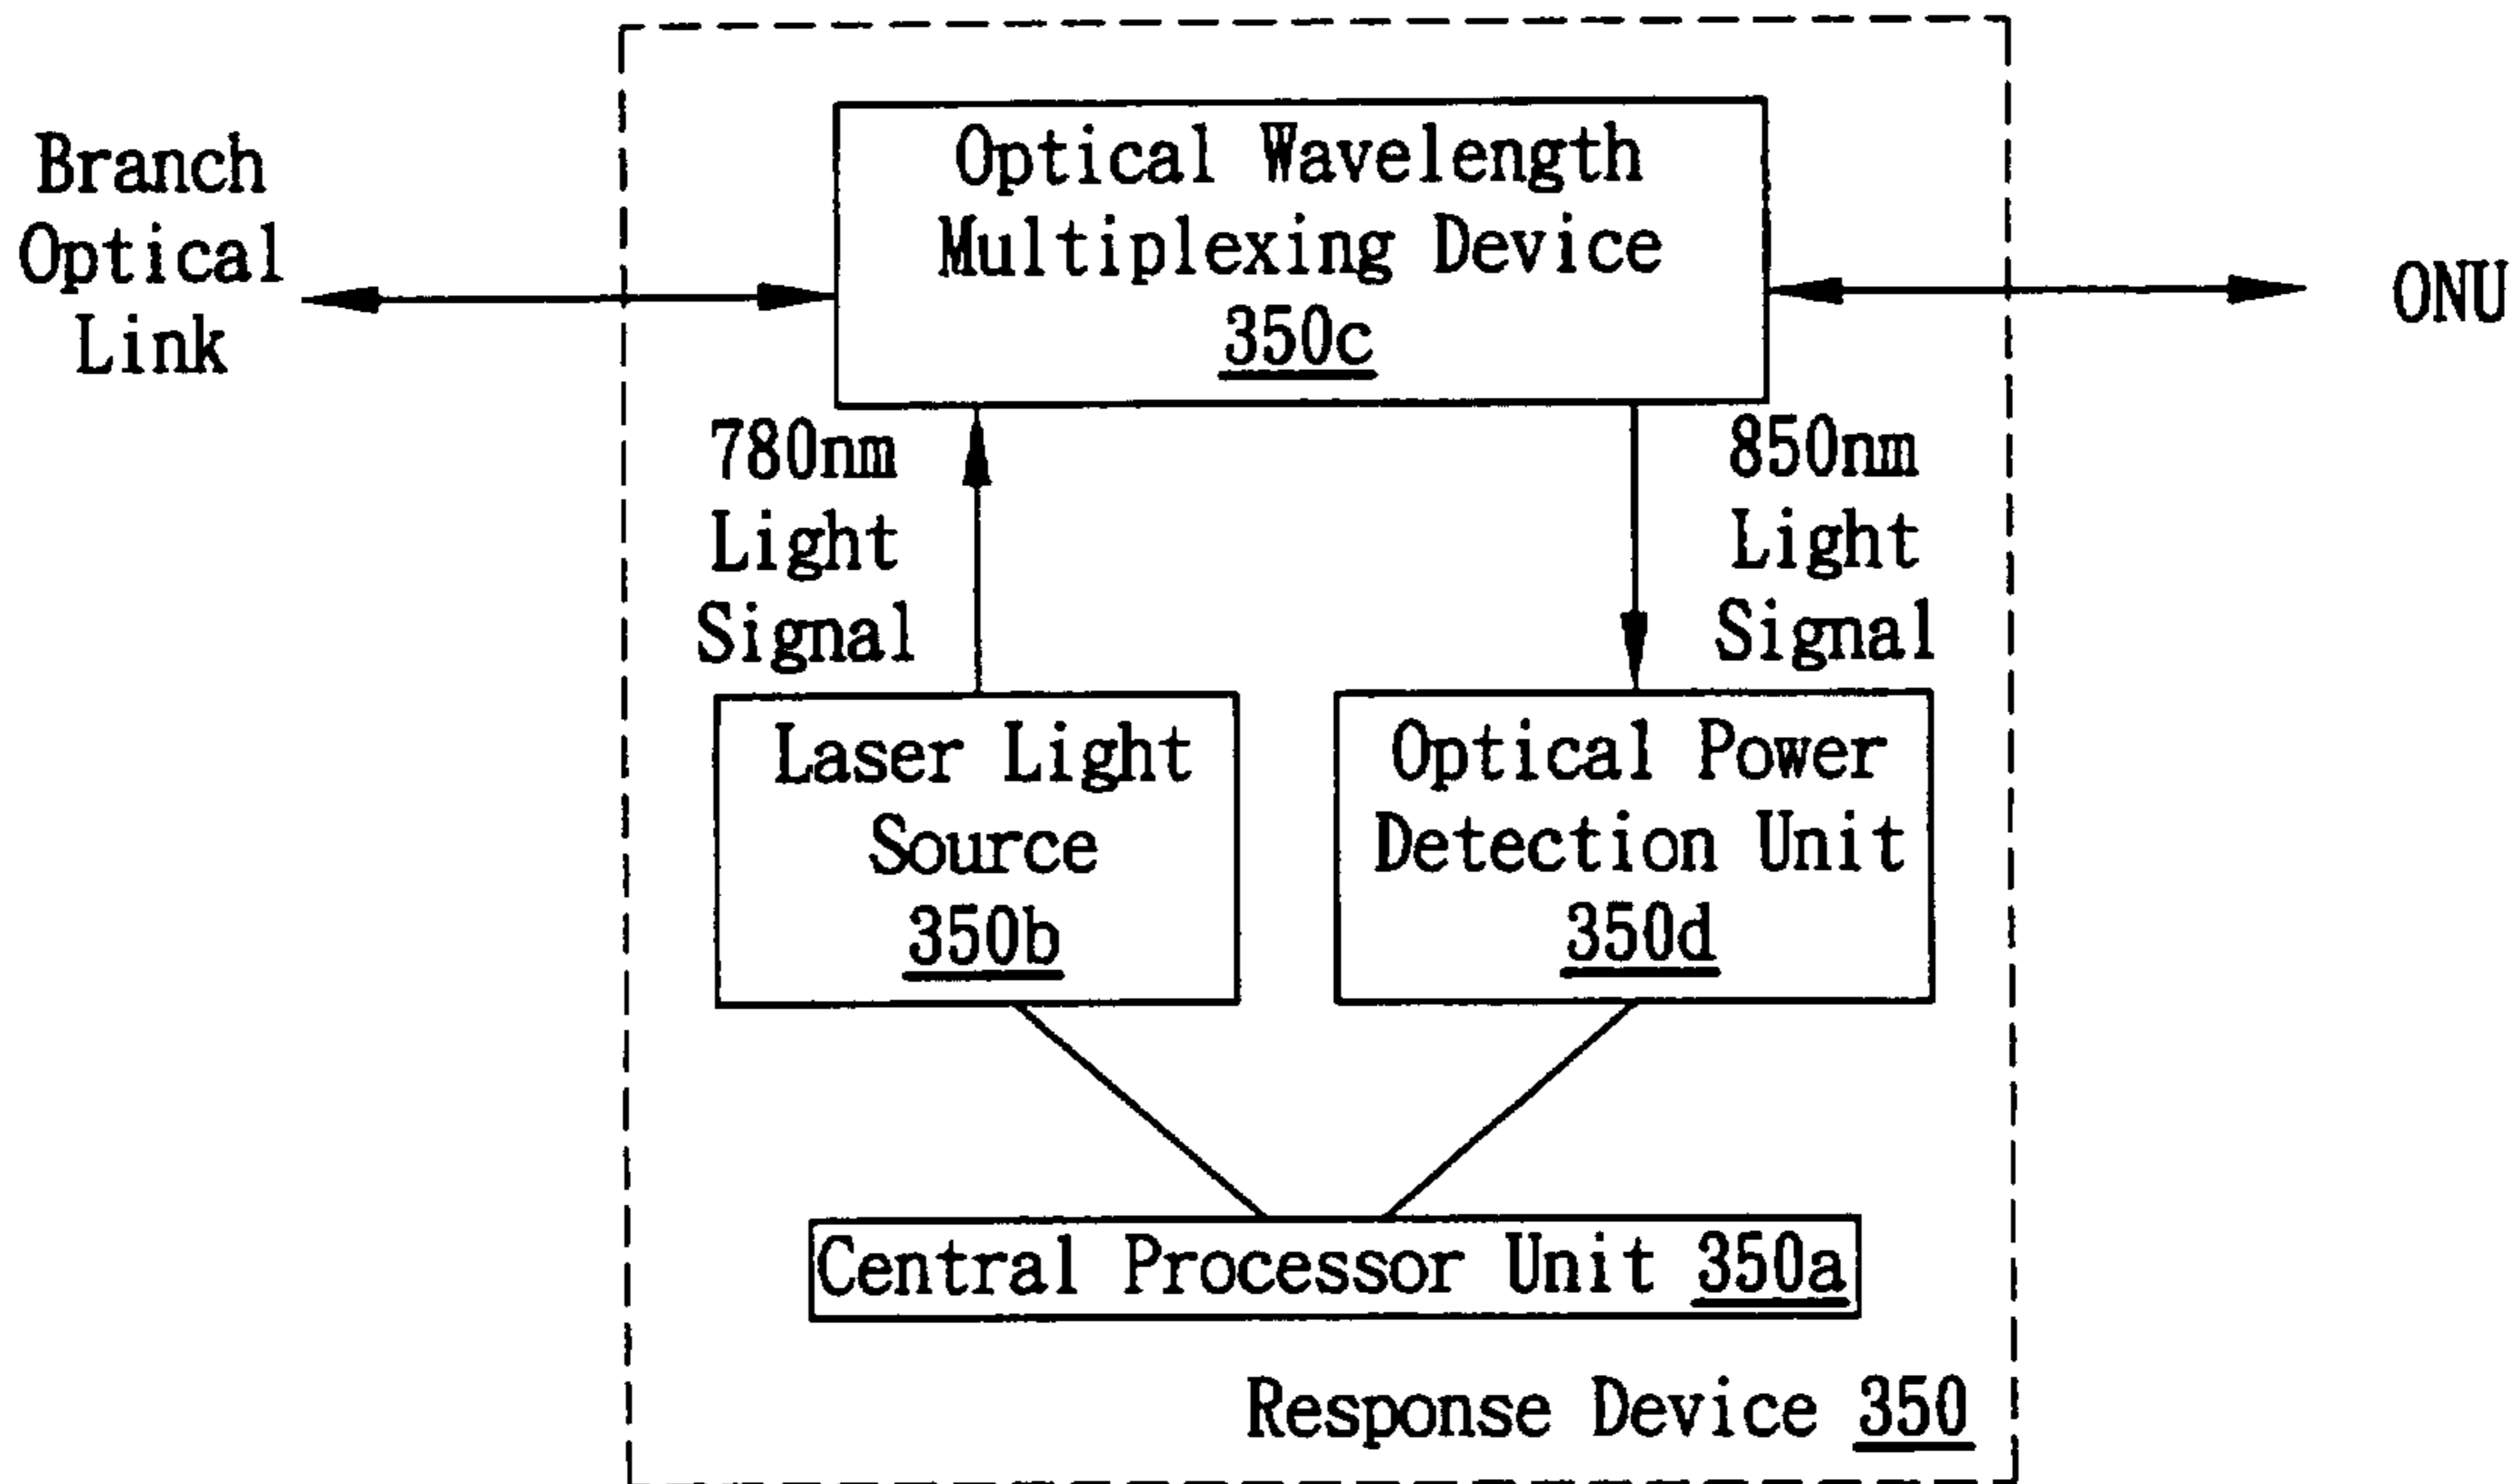 Branch
Optical
Link
Optical Wavelength
Multiplexing Device
350c
ONU
780nm
Light
Signal
850nm
Light
Signal
Laser Light
Source
350b
Optical Power
Detection Unit
350d
Central Processor Unit 350a
Response Device 350